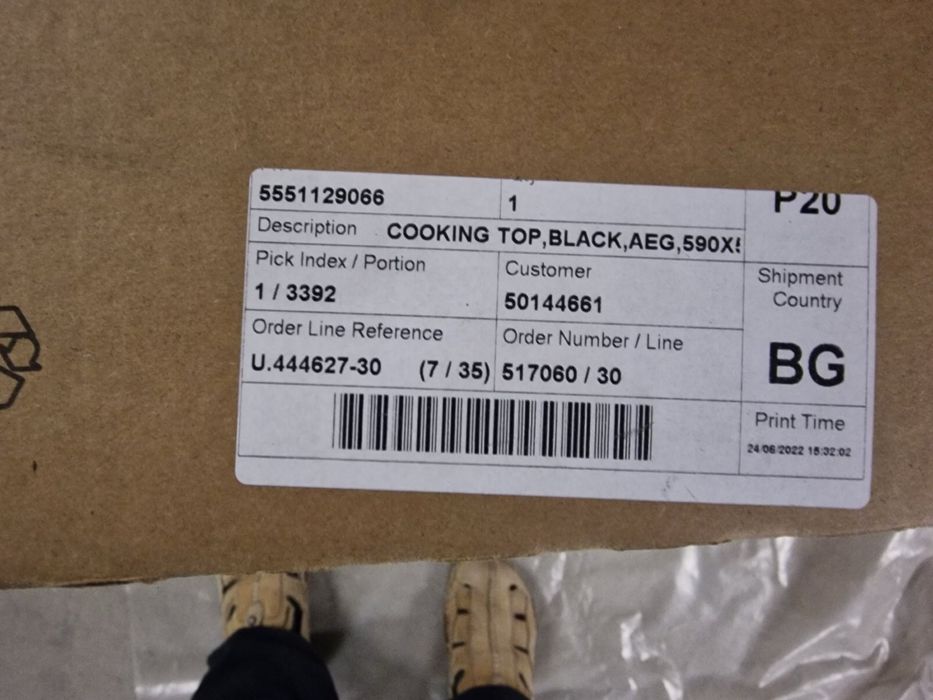 5551129066 1 P20
Description COOKING TOP,BLACK,AEG,590X
Pick Index / Portion Customer Shipment Country
1 / 3392 50144661
Order Line Reference Order Number / Line BG
U.444627-30 (7 / 35) 517060 / 30
Print Time
24/06/2022 15:32:02